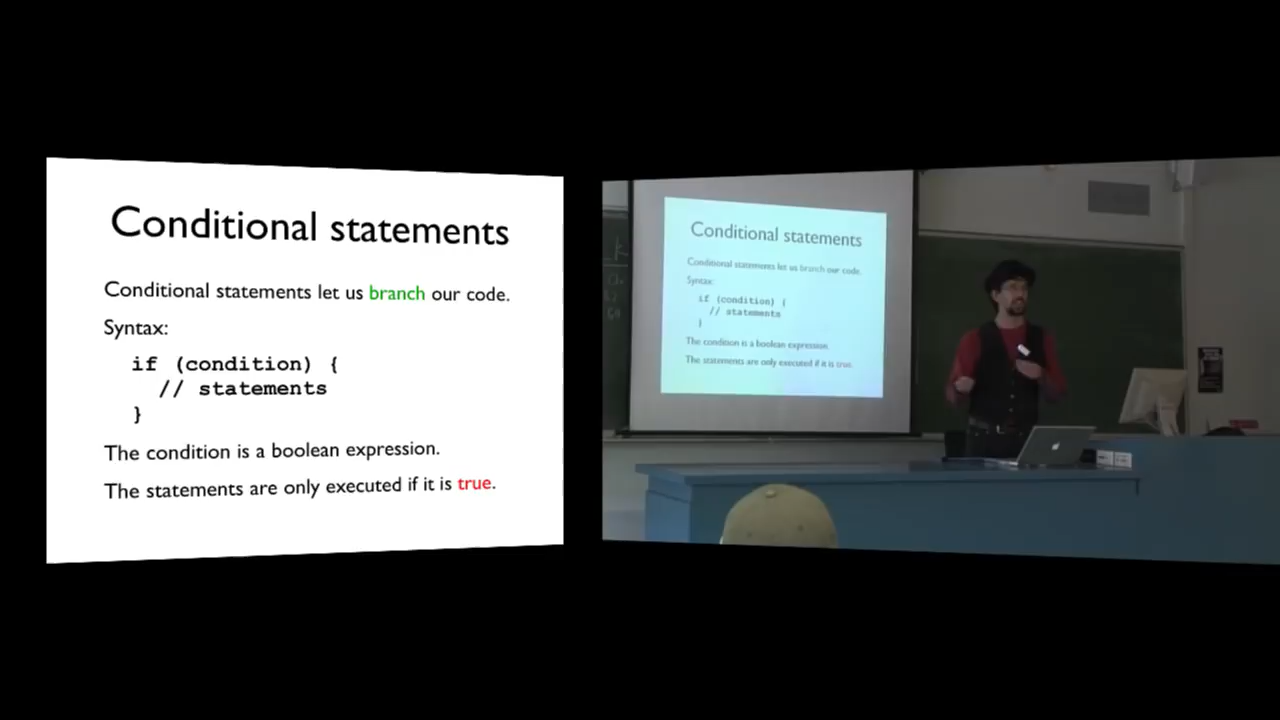 Conditional statements
Conditional statements let us branch our code.
Syntax:
if (condition) {
// statements
}
The condition is a boolean expression.
The statements are only executed if it is true.
Conditional statements
Conditional statements let us branch our code.
Syntax:
if (condition) {
// statements
}
The condition is a boolean expression.
The statements are only executed if it is true.